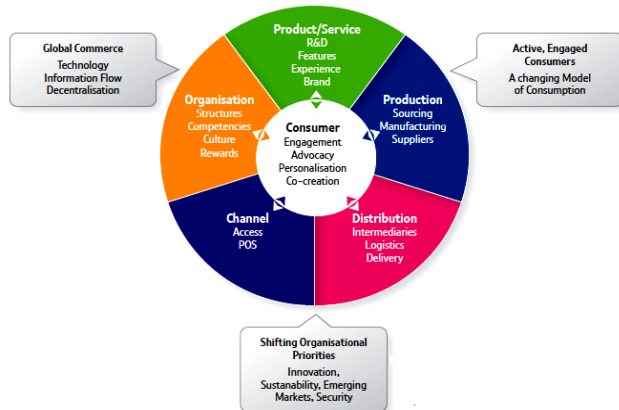 Product/Service
R&D
Features
Experience
Brand
Global Commerce
Technology
Information Flow
Decentralisation
Active, Engaged
Consumers
A changing Model
of Consumption
Organisation
Structures
Competencies
Culture
Rewards
Production
Sourcing
Manufacturing
Suppliers
Consumer
Engagement
Advocacy
Personalisation
Co-creation
Channel
Access
POS
Distribution
Intermediaries
Logistics
Delivery
Shifting Organisational
Priorities
Innovation,
Sustanability, Emerging
Markets, Security